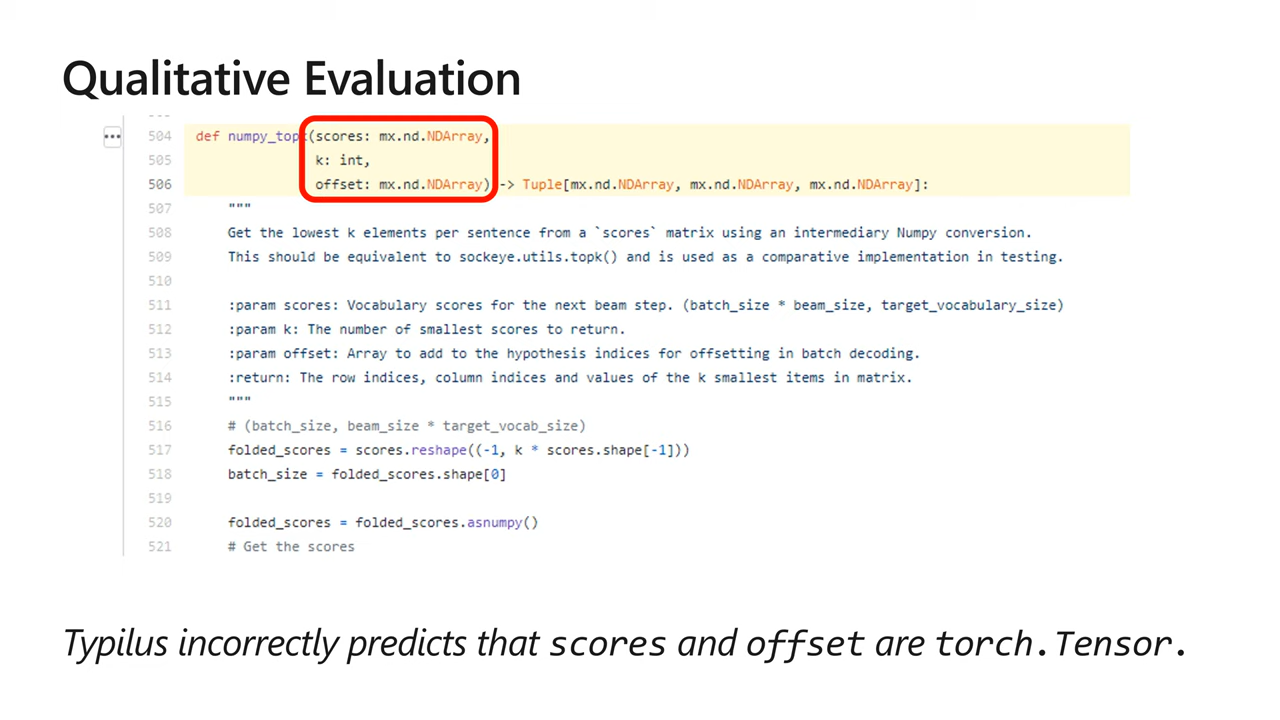 Qualitative Evaluation
504 def numpy_topk(scores: mx.nd.NDArray,
505 k: int,
506 offset: mx.nd.NDArray) -> Tuple[mx.nd.NDArray, mx.nd.NDArray, mx.nd.NDArray]:
507 """
508 Get the lowest k elements per sentence from a `scores` matrix using an intermediary Numpy conversion.
509 This should be equivalent to sockeye.utils.topk() and is used as a comparative implementation in testing.
510
511 :param scores: Vocabulary scores for the next beam step. (batch_size * beam_size, target_vocabulary_size)
512 :param k: The number of smallest scores to return.
513 :param offset: Array to add to the hypothesis indices for offsetting in batch decoding.
514 :return: The row indices, column indices and values of the k smallest items in matrix.
515 """
516 # (batch_size, beam_size * target_vocab_size)
517 folded_scores = scores.reshape((-1, k * scores.shape[-1]))
518 batch_size = folded_scores.shape[0]
519
520 folded_scores = folded_scores.asnumpy()
521 # Get the scores
Typilus incorrectly predicts that scores and offset are torch.Tensor.